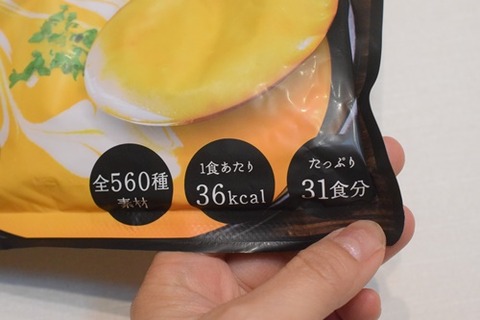 全560種
素材
1食あたり
36kcal
たっぷり
31食分